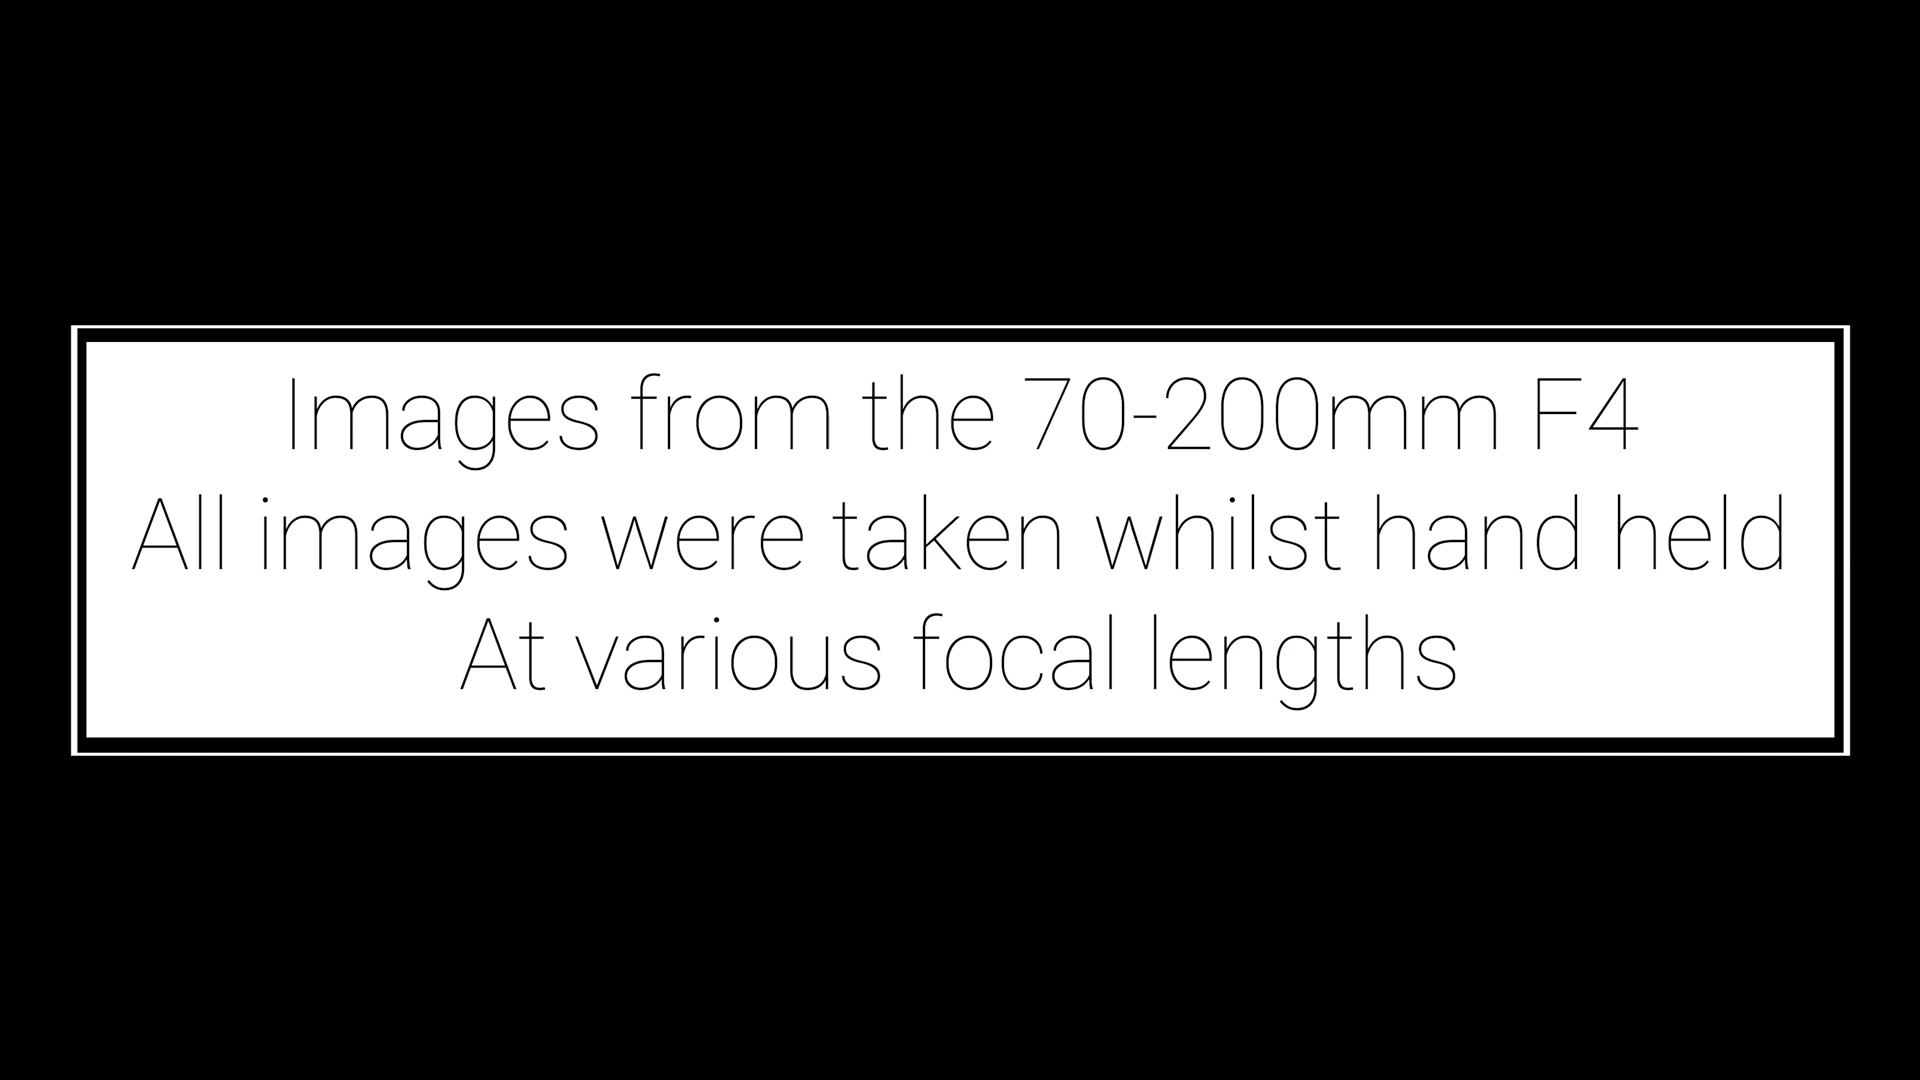 Images from the 70-200mm F4
All images were taken whilst hand held
At various focal lengths